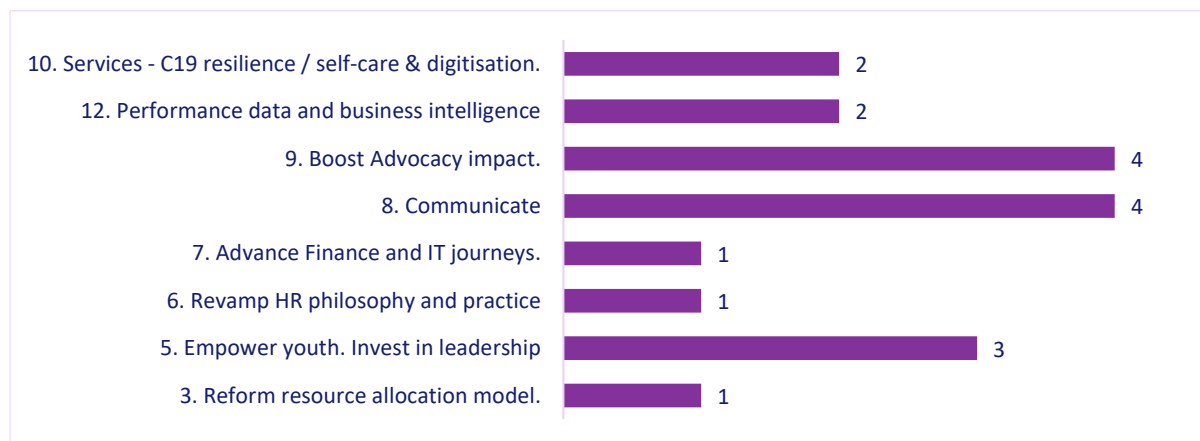 10. Services - C19 resilience / self-care & digitisation. 2
12. Performance data and business intelligence 2
9. Boost Advocacy impact. 4
8. Communicate 4
7. Advance Finance and IT journeys. 1
6. Revamp HR philosophy and practice 1
5. Empower youth. Invest in leadership 3
3. Reform resource allocation model. 1